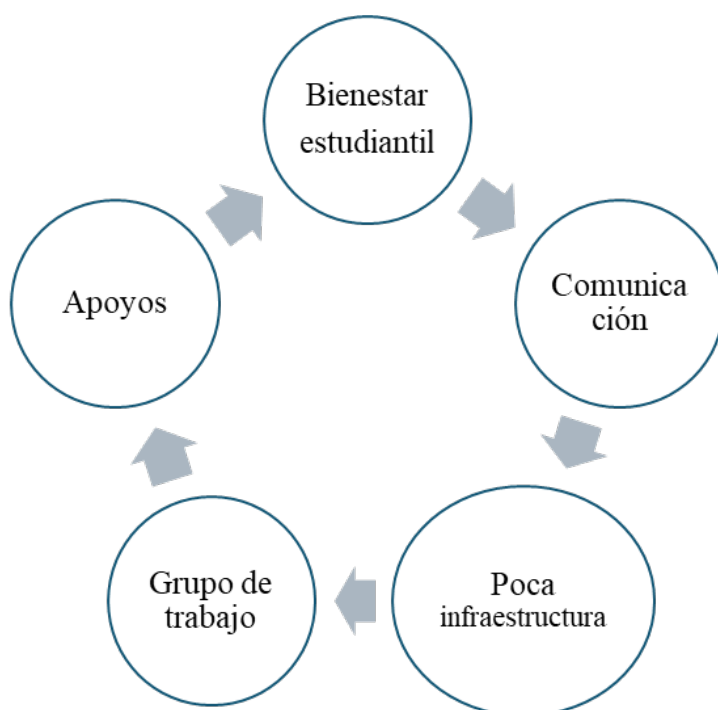 Bienestar
estudiantil
Comunica
ción
Poca
infraestructura
Grupo de
trabajo
Apoyos